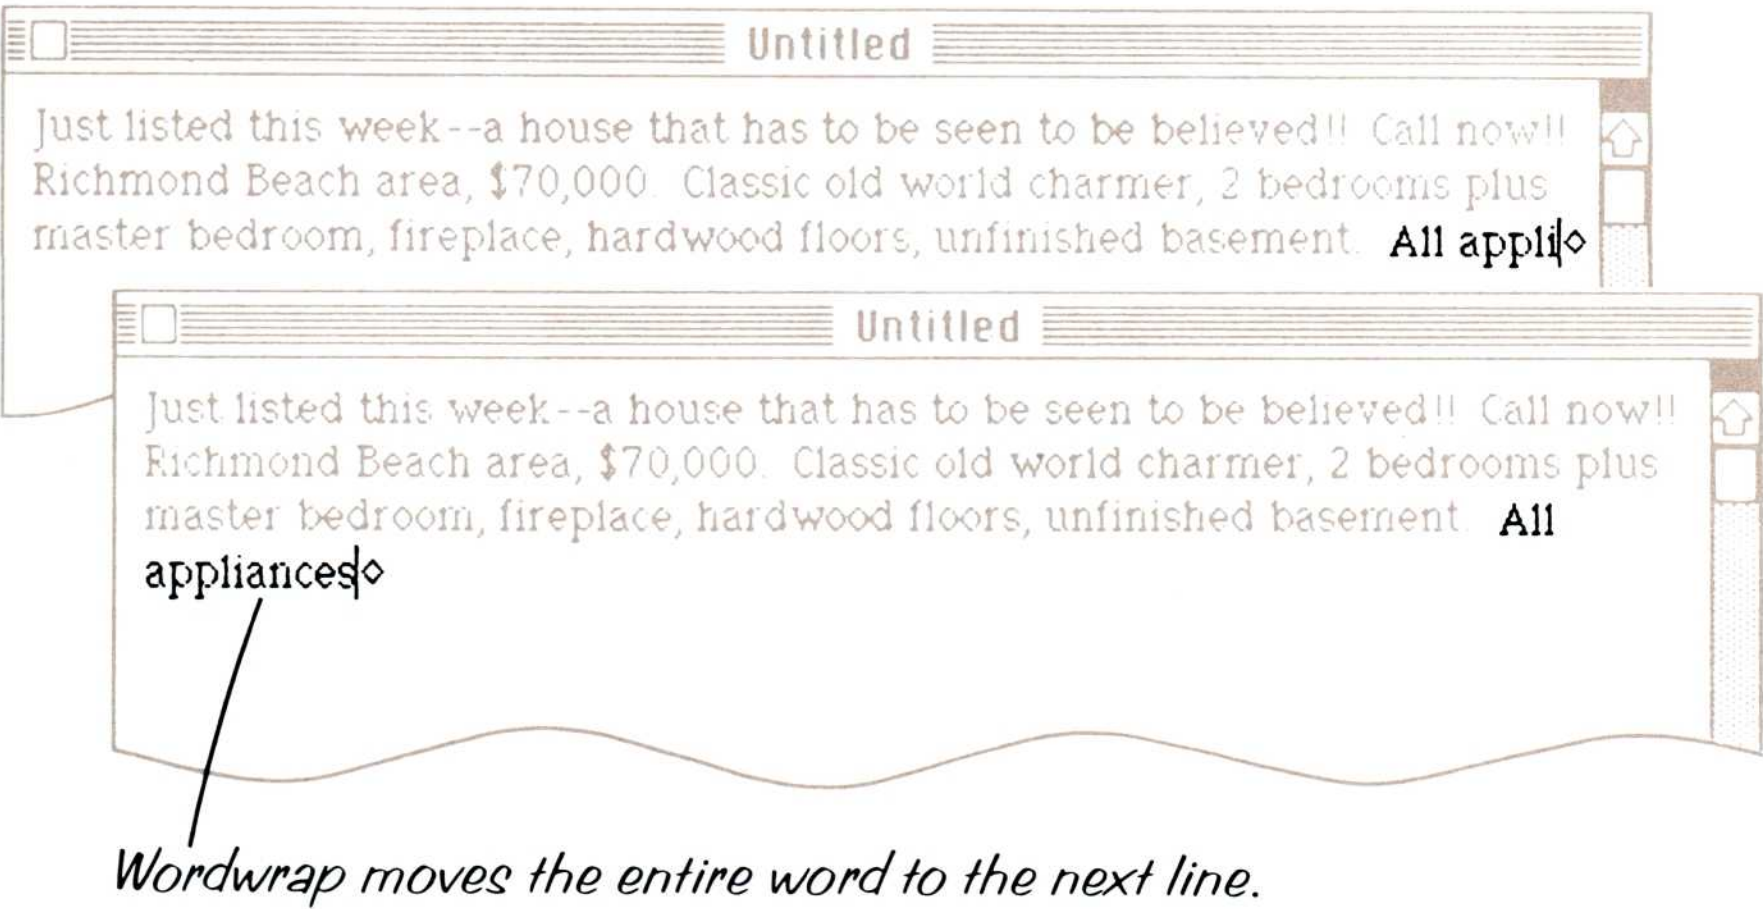 Untitled
Just listed this week--a house that has to be seen to be believed!! Call now!!
Richmond Beach area, $70,000. Classic old world charmer, 2 bedrooms plus
master bedroom, fireplace, hardwood floors, unfinished basement. All appli
Untitled
Just listed this week--a house that has to be seen to be believed!! Call now!!
Richmond Beach area, $70,000. Classic old world charmer, 2 bedrooms plus
master bedroom, fireplace, hardwood floors, unfinished basement. All
appliances
Wordwrap moves the entire word to the next line.